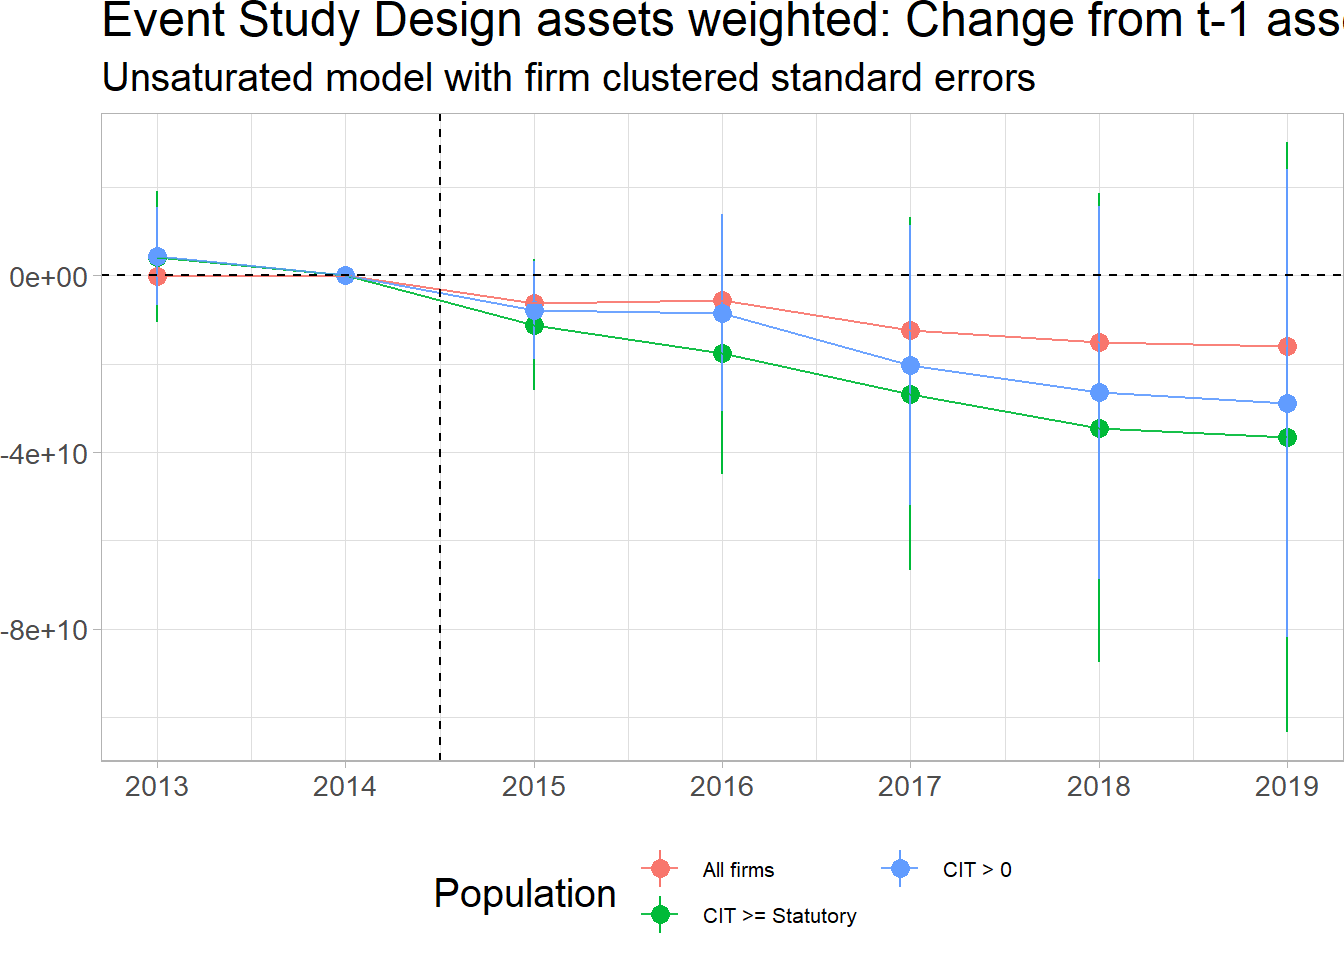 Event Study Design assets weighted: Change from t-1
Unsaturated model with firm clustered standard errors
0e+00
-4e+10
-8e+10
2013 2014 2015 2016 2017 2018 2019
Population
All firms
CIT >= Statutory
CIT > 0